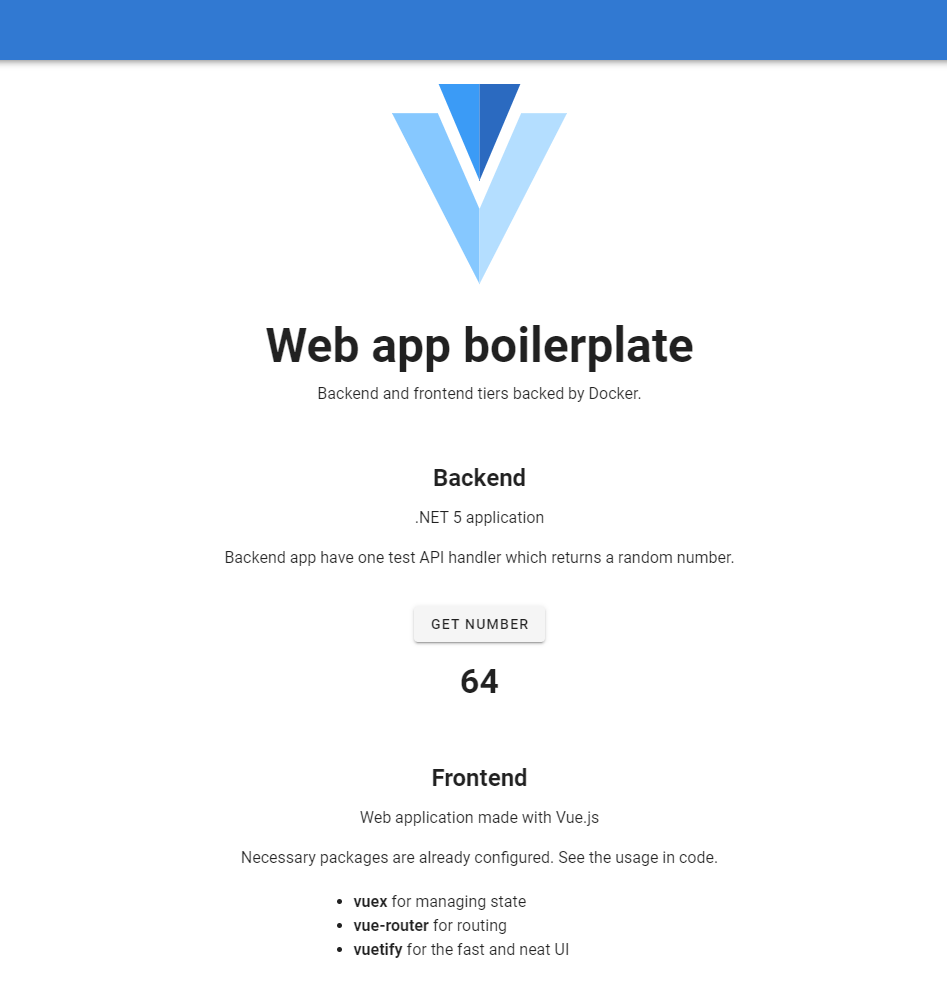 Web app boilerplate
Backend and frontend tiers backed by Docker.
Backend
.NET 5 application
Backend app have one test API handler which returns a random number.
GET NUMBER
64
Frontend
Web application made with Vue.js
Necessary packages are already configured. See the usage in code.
• vuex for managing state
• vue-router for routing
• vuetify for the fast and neat UI